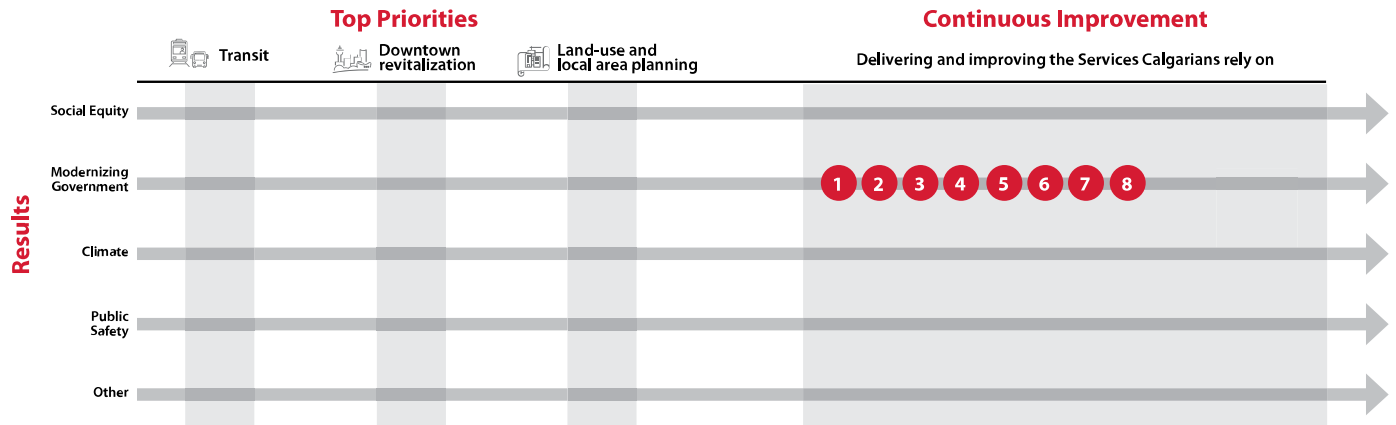 Top Priorities
Continuous Improvement
Transit
Downtown
revitalization
Land-use and
local area planning
Delivering and improving the Services Calgarians rely on
Results
Social Equity
Modernizing
Government
1 2 3 4 5 6 7 8
Climate
Public
Safety
Other